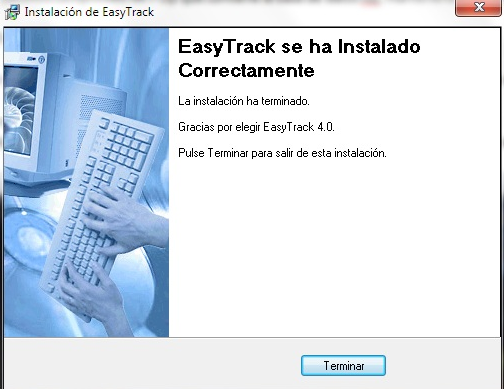 Instalación de EasyTrack
EasyTrack se ha Instalado
Correctamente
La instalación ha terminado.
Gracias por elegir EasyTrack 4.0.
Pulse Terminar para salir de esta instalación.
Terminar